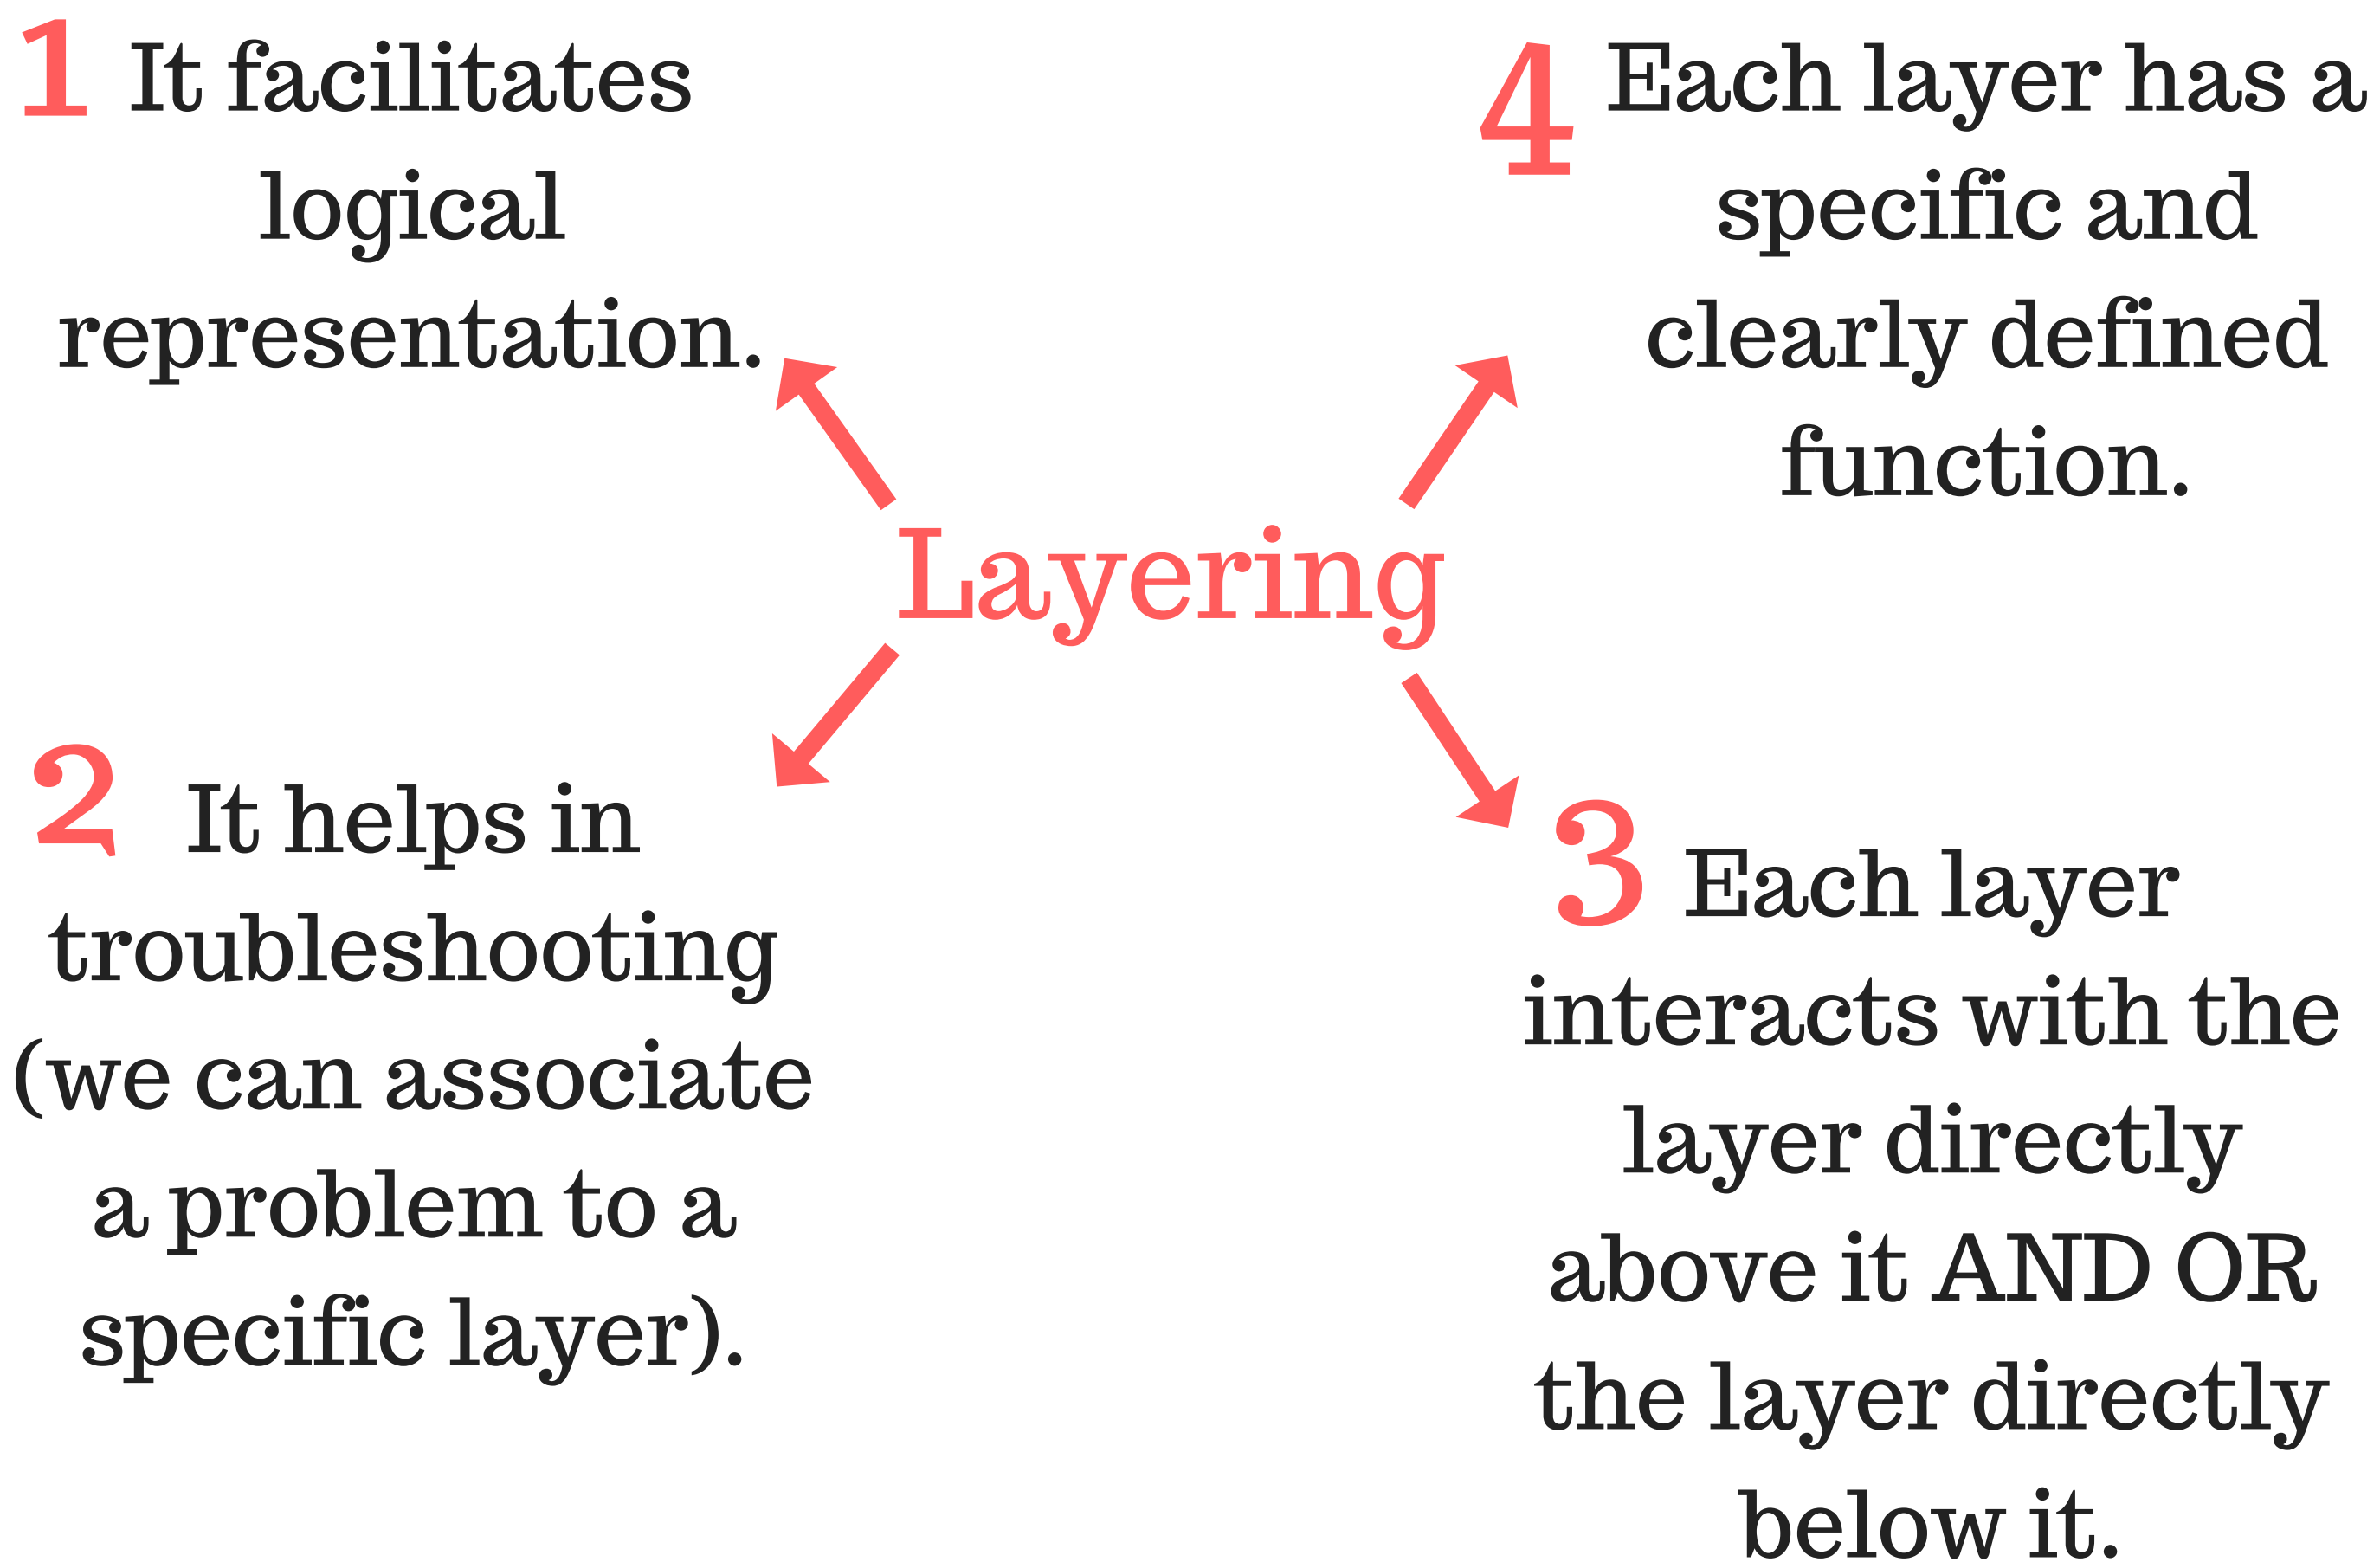 1 It facilitates
logical
representation.
4 Each layer has a
specific and
clearly defined
function.
Layering
2 It helps in
troubleshooting
(we can associate
a problem to a
specific layer).
3 Each layer
interacts with the
layer directly
above it AND OR
the layer directly
below it.